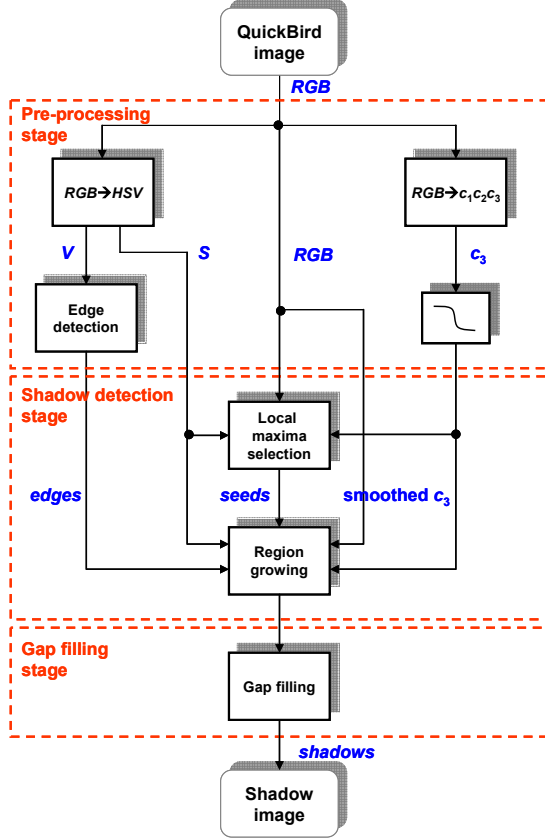 QuickBird
image
RGB
Pre-processing
stage
RGB→HSV
RGB→c₁c₂c₃
V
S
RGB
c₃
Edge
detection
Shadow detection
stage
Local
maxima
selection
edges
seeds
smoothed c₃
Region
growing
Gap filling
stage
Gap filling
shadows
Shadow
image